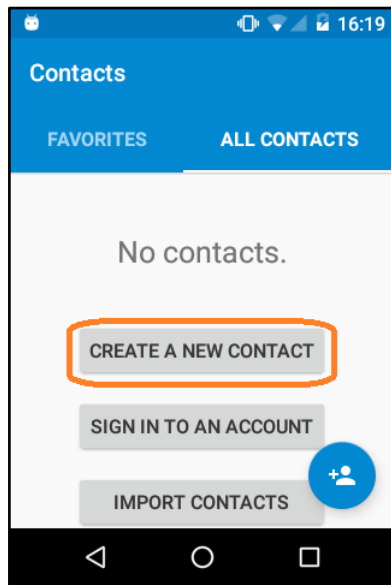 16:19
Contacts
FAVORITES ALL CONTACTS
No contacts.
CREATE A NEW CONTACT
SIGN IN TO AN ACCOUNT
IMPORT CONTACTS